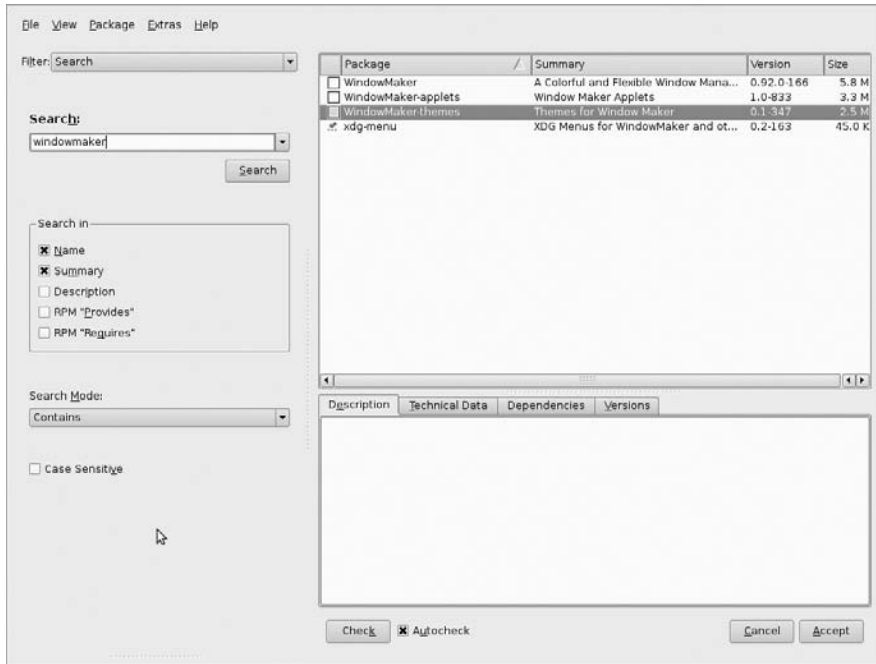 File View Package Extras Help
Filter: Search
Search:
windowmaker
Search
Search in
Name
Summary
Description
RPM "Provides"
RPM "Requires"
Search Mode:
Contains
Case Sensitive
Package Summary Version Size
WindowMaker A Colorful and Flexible Window Mana... 0.92.0-166 5.8 M
WindowMaker-applets Window Maker Applets 1.0-833 3.3 M
WindowMaker-themes Themes for Window Maker 0.1-347 2.5 M
xdg-menu XDG Menus for WindowMaker and ot... 0.2-163 45.0 K
Description Technical Data Dependencies Versions
Check Autocheck Cancel Accept